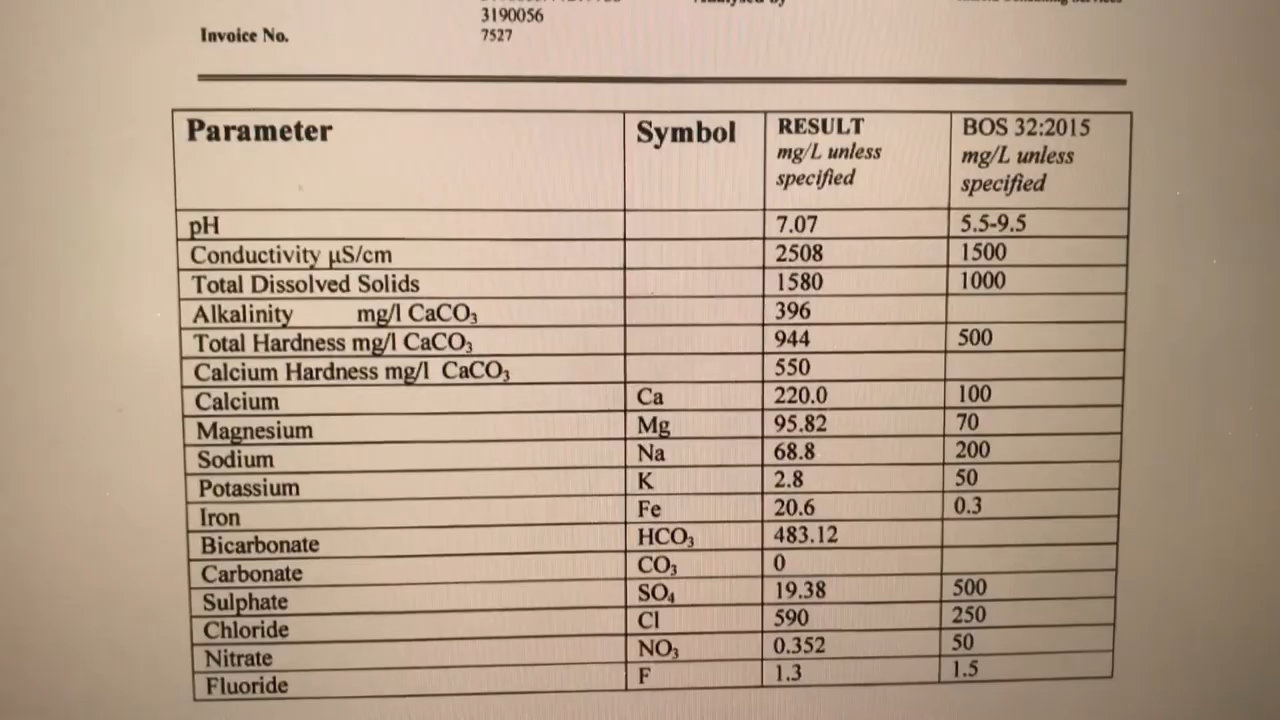 3190056
Invoice No. 7527
Parameter Symbol RESULT mg/L unless specified BOS 32:2015 mg/L unless specified
pH 7.07 5.5-9.5
Conductivity µS/cm 2508 1500
Total Dissolved Solids 1580 1000
Alkalinity mg/l CaCO₃ 396
Total Hardness mg/l CaCO₃ 944 500
Calcium Hardness mg/l CaCO₃ 550
Calcium Ca 220.0 100
Magnesium Mg 95.82 70
Sodium Na 68.8 200
Potassium K 2.8 50
Iron Fe 20.6 0.3
Bicarbonate HCO₃ 483.12
Carbonate CO₃ 0
Sulphate SO₄ 19.38 500
Chloride Cl 590 250
Nitrate NO₃ 0.352 50
Fluoride F 1.3 1.5